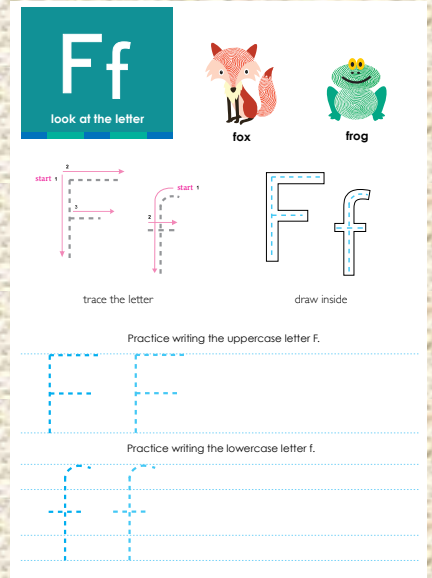 Ff
look at the letter
fox
frog
2
start 1
3
F
start 1
2
f
F f
trace the letter
draw inside
Practice writing the uppercase letter F.
F F
Practice writing the lowercase letter f.
f f